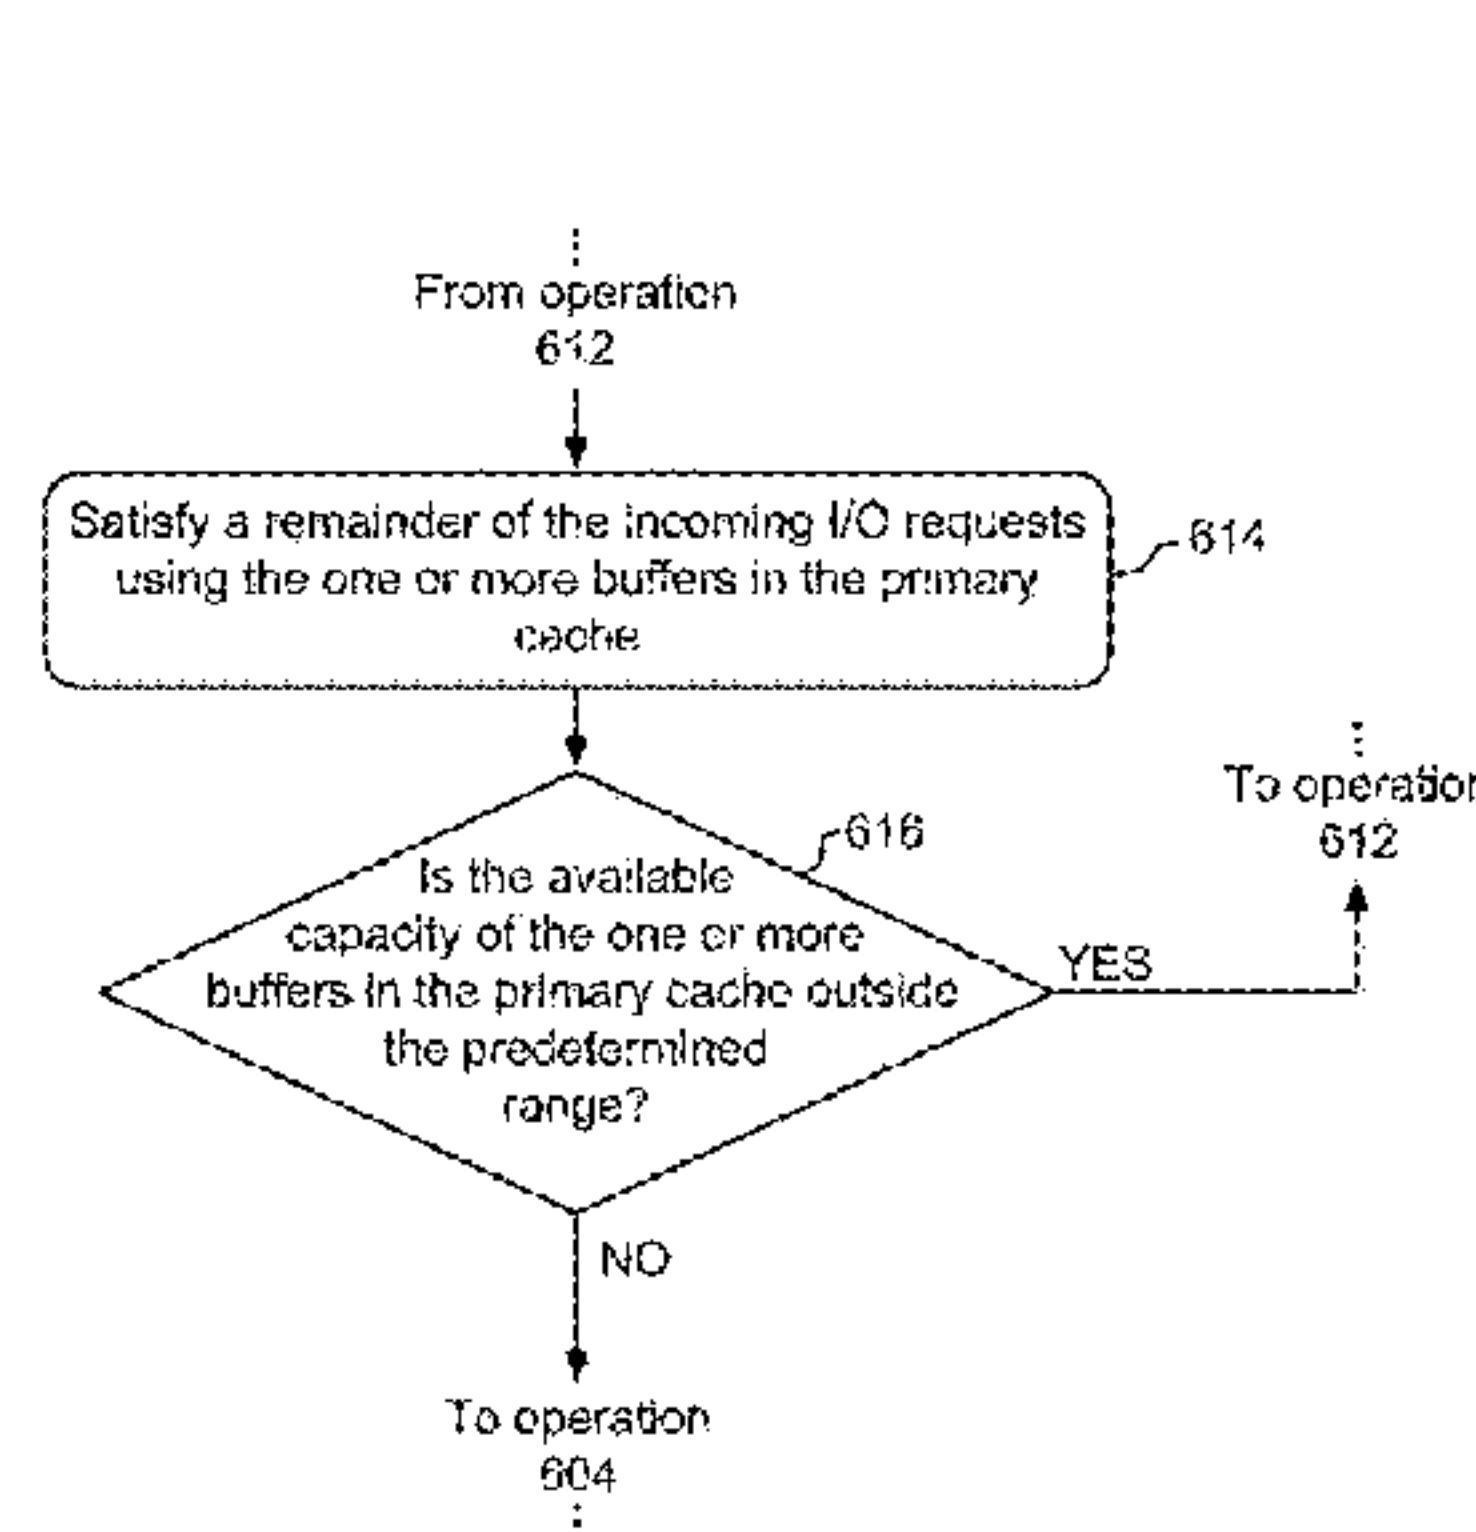 From operation
612
Satisfy a remainder of the incoming I/O requests
using the one or more buffers in the primary
cache
614
To operation
612
616
Is the available
capacity of the one or more
buffers in the primary cache outside
the predetermined
range?
YES
NO
To operation
604